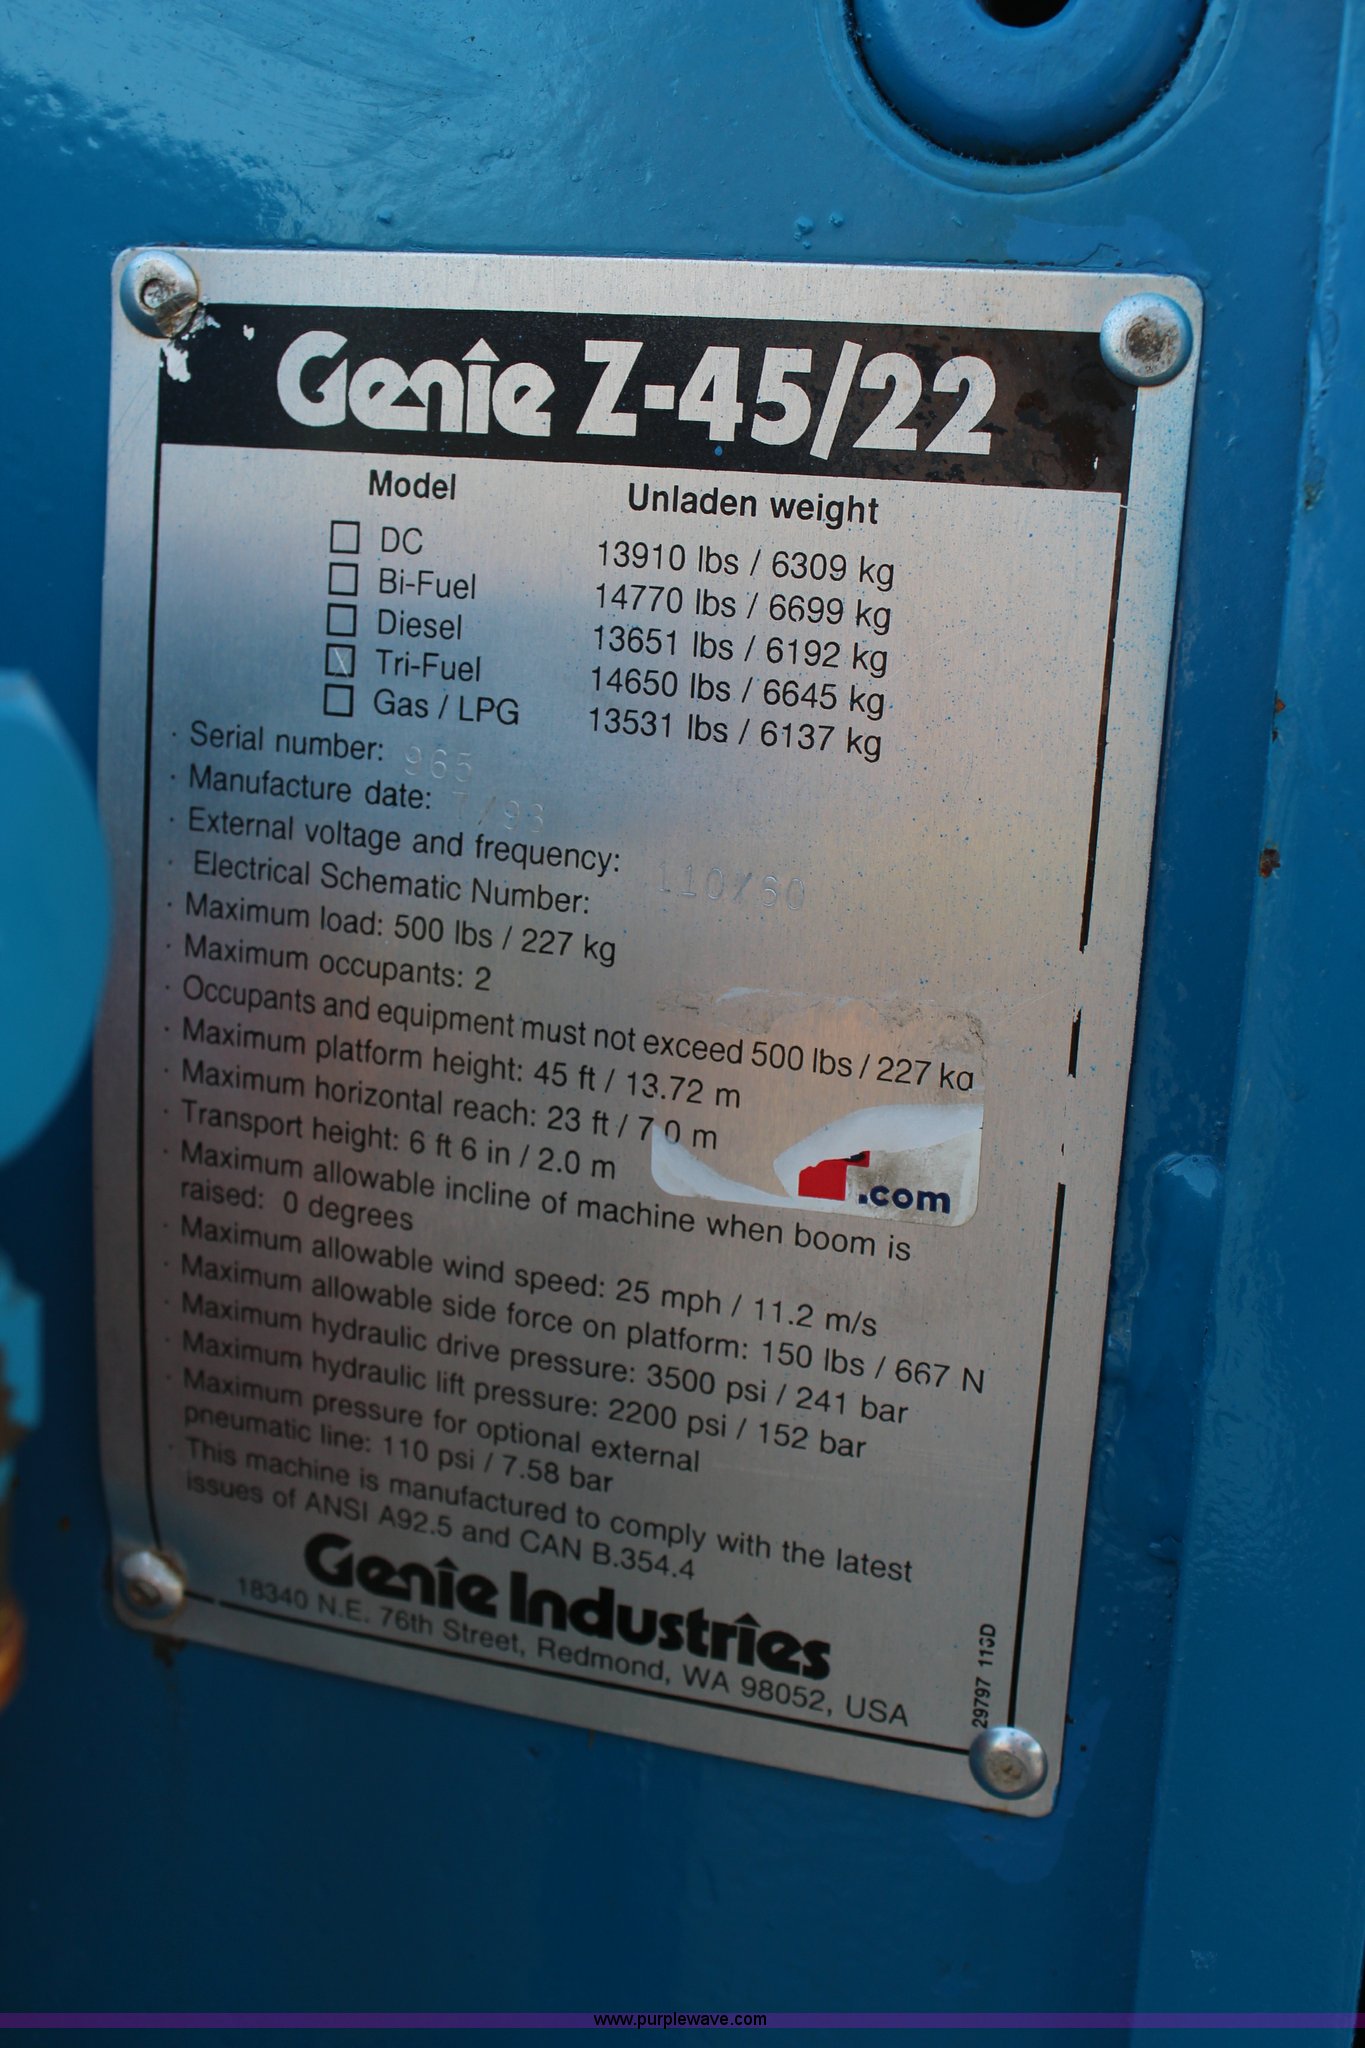 Genie Z-45/22
Model Unladen weight
DC 13910 lbs / 6309 kg
Bi-Fuel 14770 lbs / 6699 kg
Diesel 13651 lbs / 6192 kg
Tri-Fuel 14650 lbs / 6645 kg
Gas / LPG 13531 lbs / 6137 kg
· Serial number: 965
· Manufacture date: 7/98
· External voltage and frequency: 110/60
· Electrical Schematic Number:
· Maximum load: 500 lbs / 227 kg
· Maximum occupants: 2
· Occupants and equipment must not exceed 500 lbs / 227 kg
· Maximum platform height: 45 ft / 13.72 m
· Maximum horizontal reach: 23 ft / 7.0 m
· Transport height: 6 ft 6 in / 2.0 m
· Maximum allowable incline of machine when boom is
raised: 0 degrees
· Maximum allowable wind speed: 25 mph / 11.2 m/s
· Maximum allowable side force on platform: 150 lbs / 667 N
· Maximum hydraulic drive pressure: 3500 psi / 241 bar
· Maximum hydraulic lift pressure: 2200 psi / 152 bar
· Maximum pressure for optional external
pneumatic line: 110 psi / 7.58 bar
· This machine is manufactured to comply with the latest
issues of ANSI A92.5 and CAN B.354.4
Genie Industries
18340 N.E. 76th Street, Redmond, WA 98052, USA
29797 113D
.com
www.purplewave.com